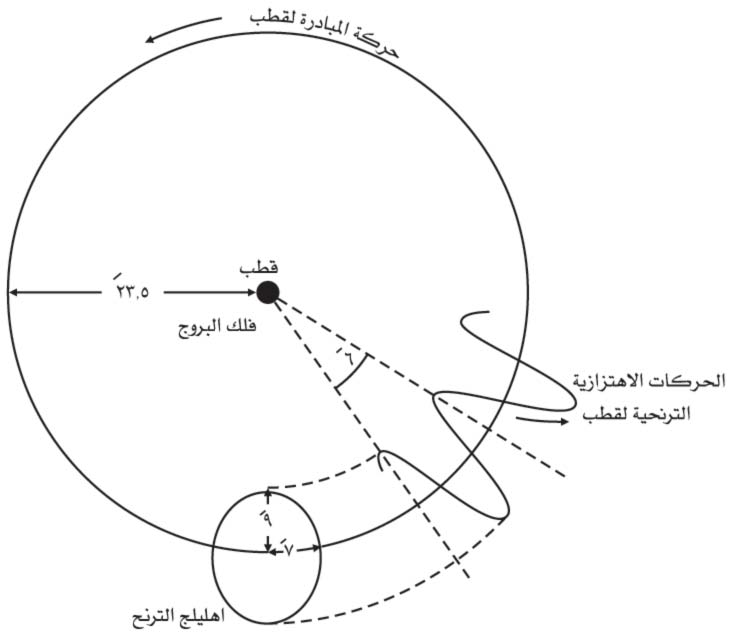 حركة المبادرة لقطب
قطب
٢٣,٥َ
فلك البروج
٦َ
الحركات الاهتزازية
الترنحية لقطب
٩َ
٧َ
اهليلج الترنح